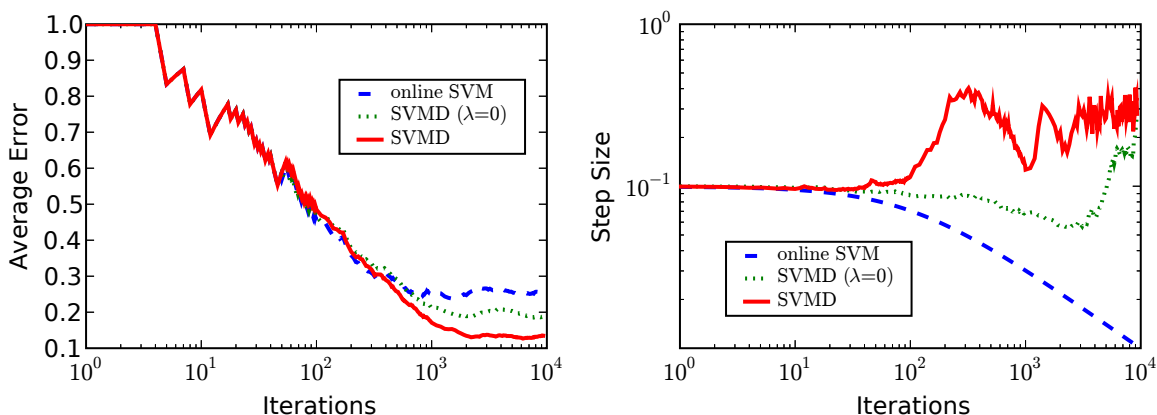 1.0
0.9
0.8
0.7
0.6
0.5
0.4
0.3
0.2
0.1
Average Error
10^0
10^1
10^2
10^3
10^4
Iterations
online SVM
SVMD (λ=0)
SVMD
10^0
10^-1
Step Size
10^0
10^1
10^2
10^3
10^4
Iterations
online SVM
SVMD (λ=0)
SVMD